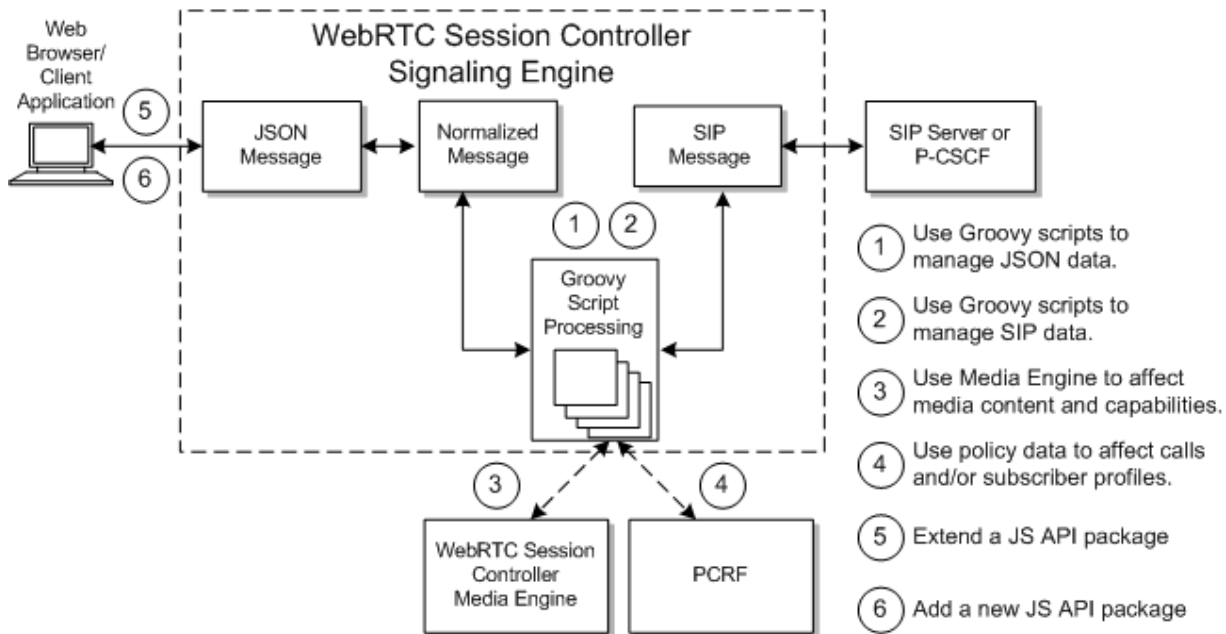 Web
Browser/
Client
Application
WebRTC Session Controller
Signaling Engine
5
6
JSON
Message
Normalized
Message
SIP
Message
SIP Server or
P-CSCF
1
2
Groovy
Script
Processing
3
4
WebRTC Session
Controller
Media Engine
PCRF
1 Use Groovy scripts to
manage JSON data.
2 Use Groovy scripts to
manage SIP data.
3 Use Media Engine to affect
media content and capabilities.
4 Use policy data to affect calls
and/or subscriber profiles.
5 Extend a JS API package
6 Add a new JS API package